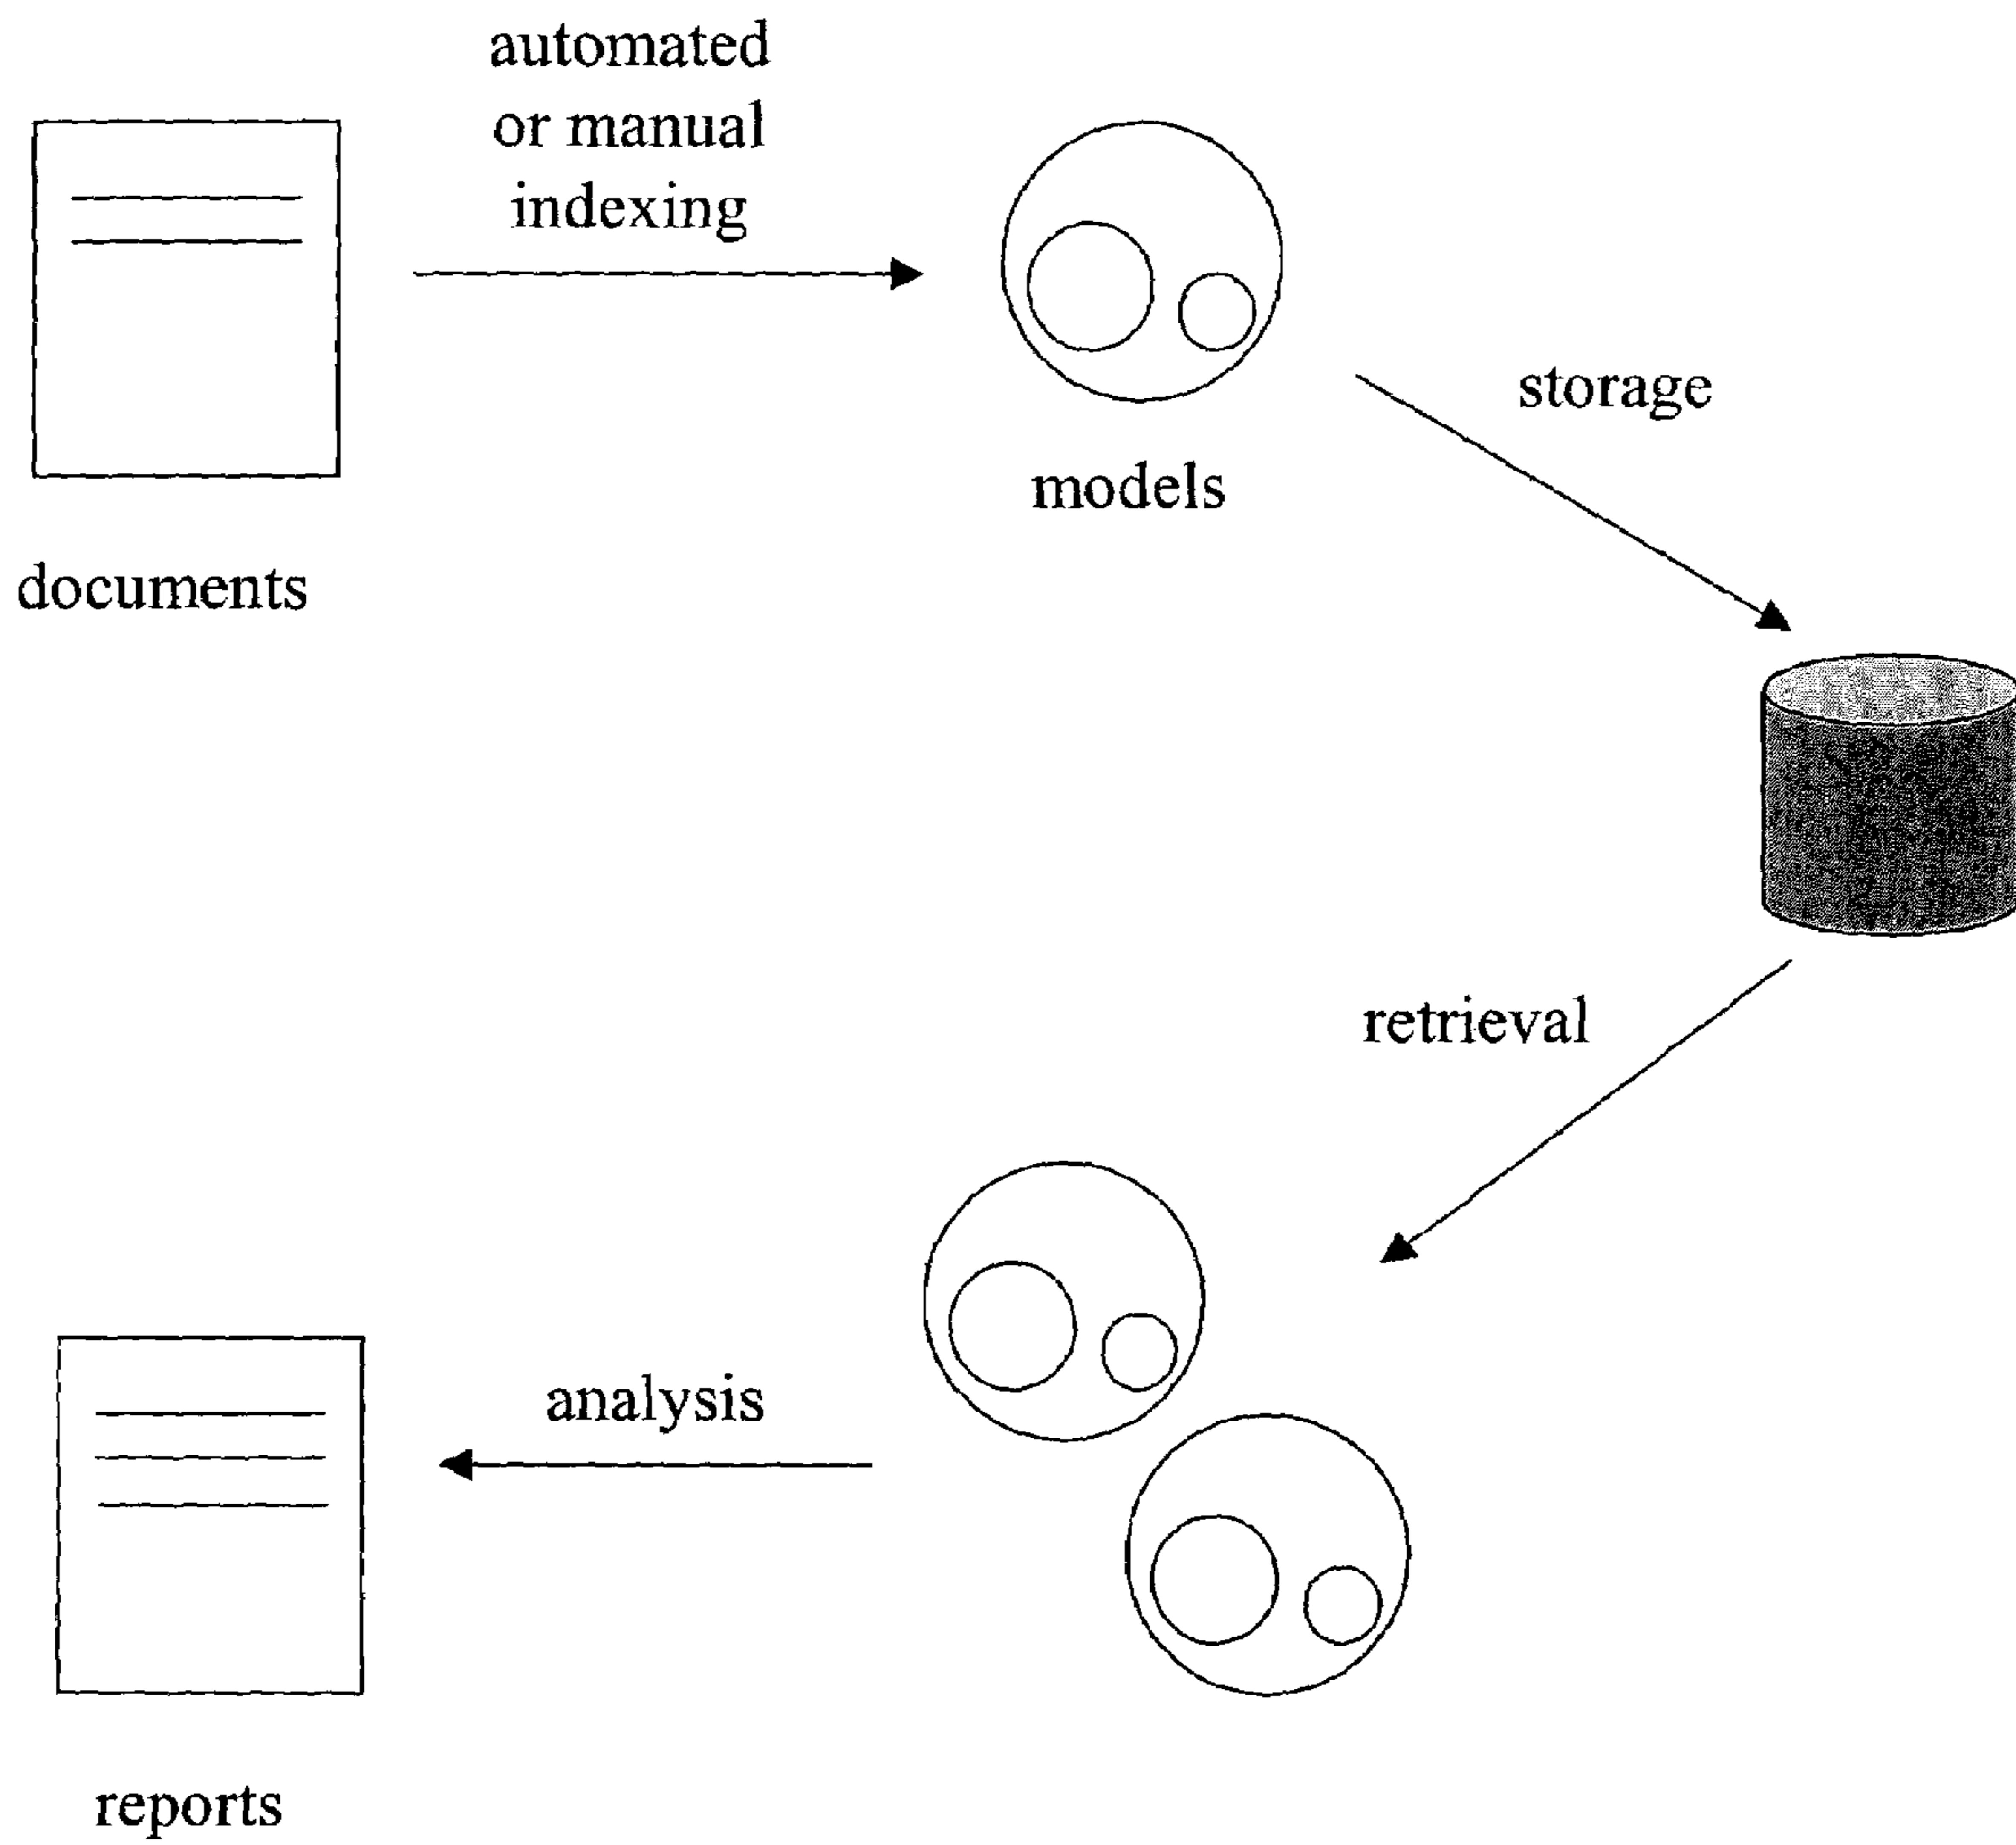 automated
or manual
indexing
documents
models
storage
retrieval
analysis
reports